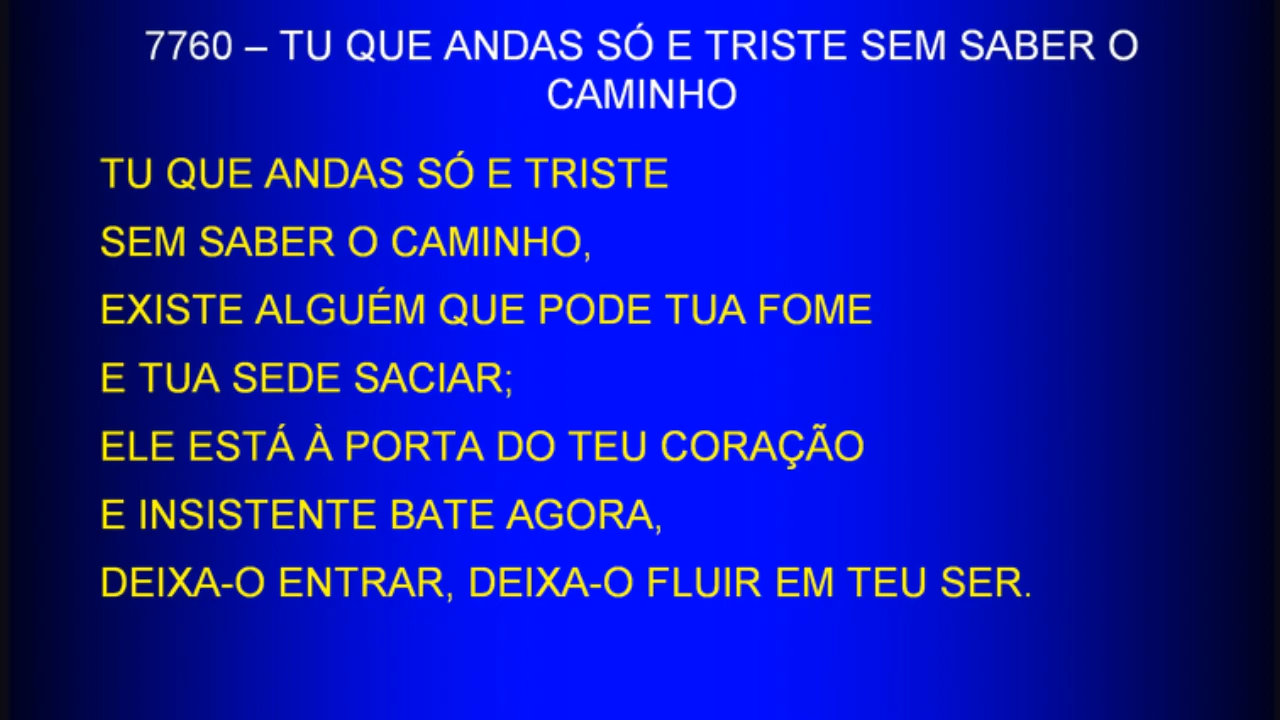 7760 – TU QUE ANDAS SÓ E TRISTE SEM SABER O
CAMINHO
TU QUE ANDAS SÓ E TRISTE
SEM SABER O CAMINHO,
EXISTE ALGUÉM QUE PODE TUA FOME
E TUA SEDE SACIAR;
ELE ESTÁ À PORTA DO TEU CORAÇÃO
E INSISTENTE BATE AGORA,
DEIXA-O ENTRAR, DEIXA-O FLUIR EM TEU SER.